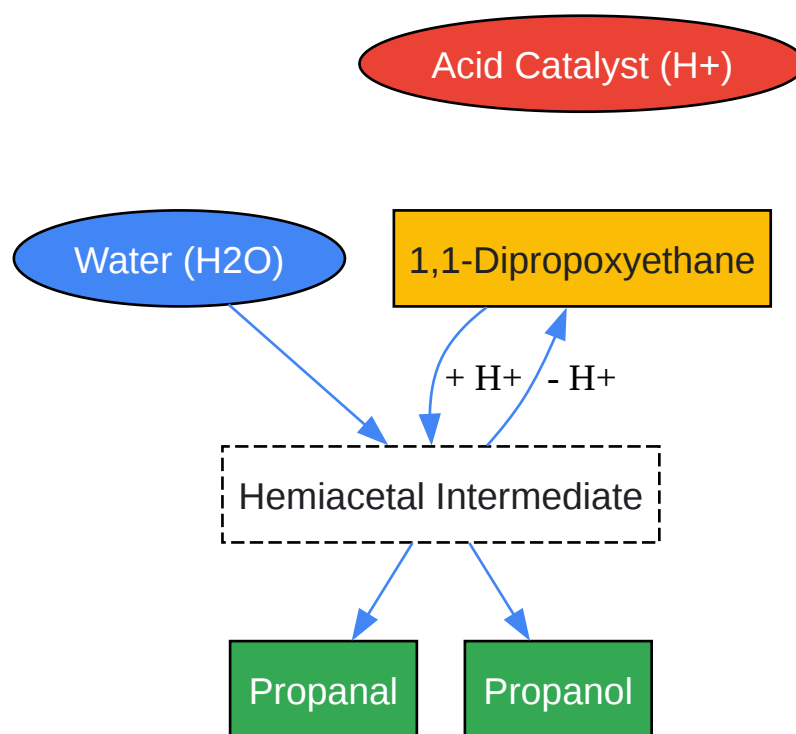 Acid Catalyst (H+)
Water (H2O)
1,1-Dipropoxyethane
+ H+
- H+
Hemiacetal Intermediate
Propanal
Propanol